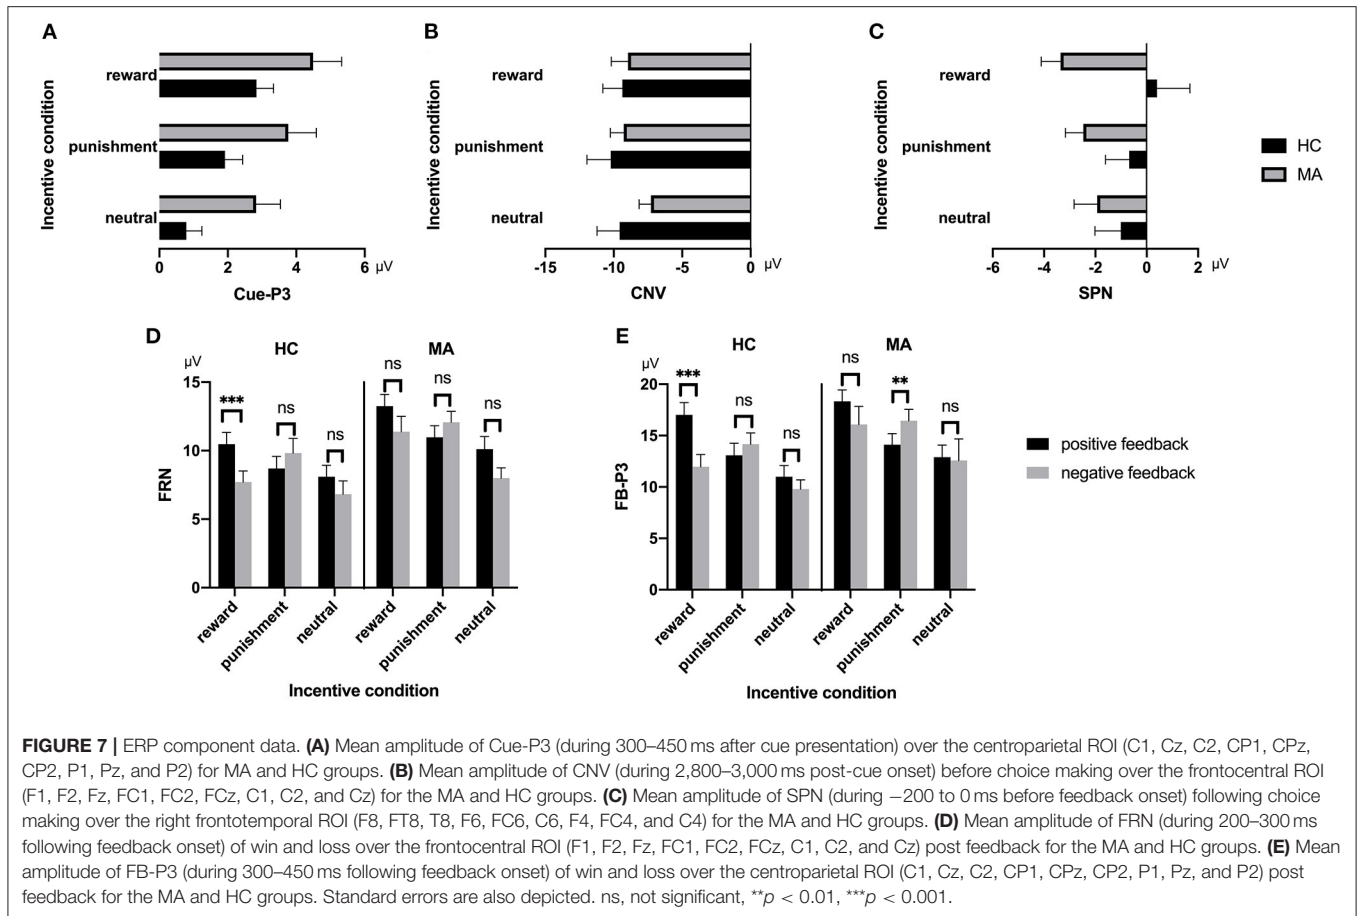 A
Incentive condition
reward
punishment
neutral
0
2
4
6
μV
Cue-P3
B
Incentive condition
reward
punishment
neutral
-15
-10
-5
0
μV
CNV
C
Incentive condition
reward
punishment
neutral
-6
-4
-2
0
2
μV
SPN
HC
MA
D
HC
MA
μV
FRN
15
10
5
0
***
ns
ns
ns
ns
ns
reward
punishment
neutral
reward
punishment
neutral
Incentive condition
E
HC
MA
μV
FB-P3
20
15
10
5
0
***
ns
ns
ns
**
ns
reward
punishment
neutral
reward
punishment
neutral
Incentive condition
positive feedback
negative feedback
FIGURE 7 | ERP component data. (A) Mean amplitude of Cue-P3 (during 300–450 ms after cue presentation) over the centroparietal ROI (C1, Cz, C2, CP1, CPz,
CP2, P1, Pz, and P2) for MA and HC groups. (B) Mean amplitude of CNV (during 2,800–3,000 ms post-cue onset) before choice making over the frontocentral ROI
(F1, F2, Fz, FC1, FC2, FCz, C1, C2, and Cz) for the MA and HC groups. (C) Mean amplitude of SPN (during −200 to 0 ms before feedback onset) following choice
making over the right frontotemporal ROI (F8, FT8, T8, F6, FC6, C6, F4, FC4, and C4) for the MA and HC groups. (D) Mean amplitude of FRN (during 200–300 ms
following feedback onset) of win and loss over the frontocentral ROI (F1, F2, Fz, FC1, FC2, FCz, C1, C2, and Cz) post feedback for the MA and HC groups. (E) Mean
amplitude of FB-P3 (during 300–450 ms following feedback onset) of win and loss over the centroparietal ROI (C1, Cz, C2, CP1, CPz, CP2, P1, Pz, and P2) post
feedback for the MA and HC groups. Standard errors are also depicted. ns, not significant, **p < 0.01, ***p < 0.001.